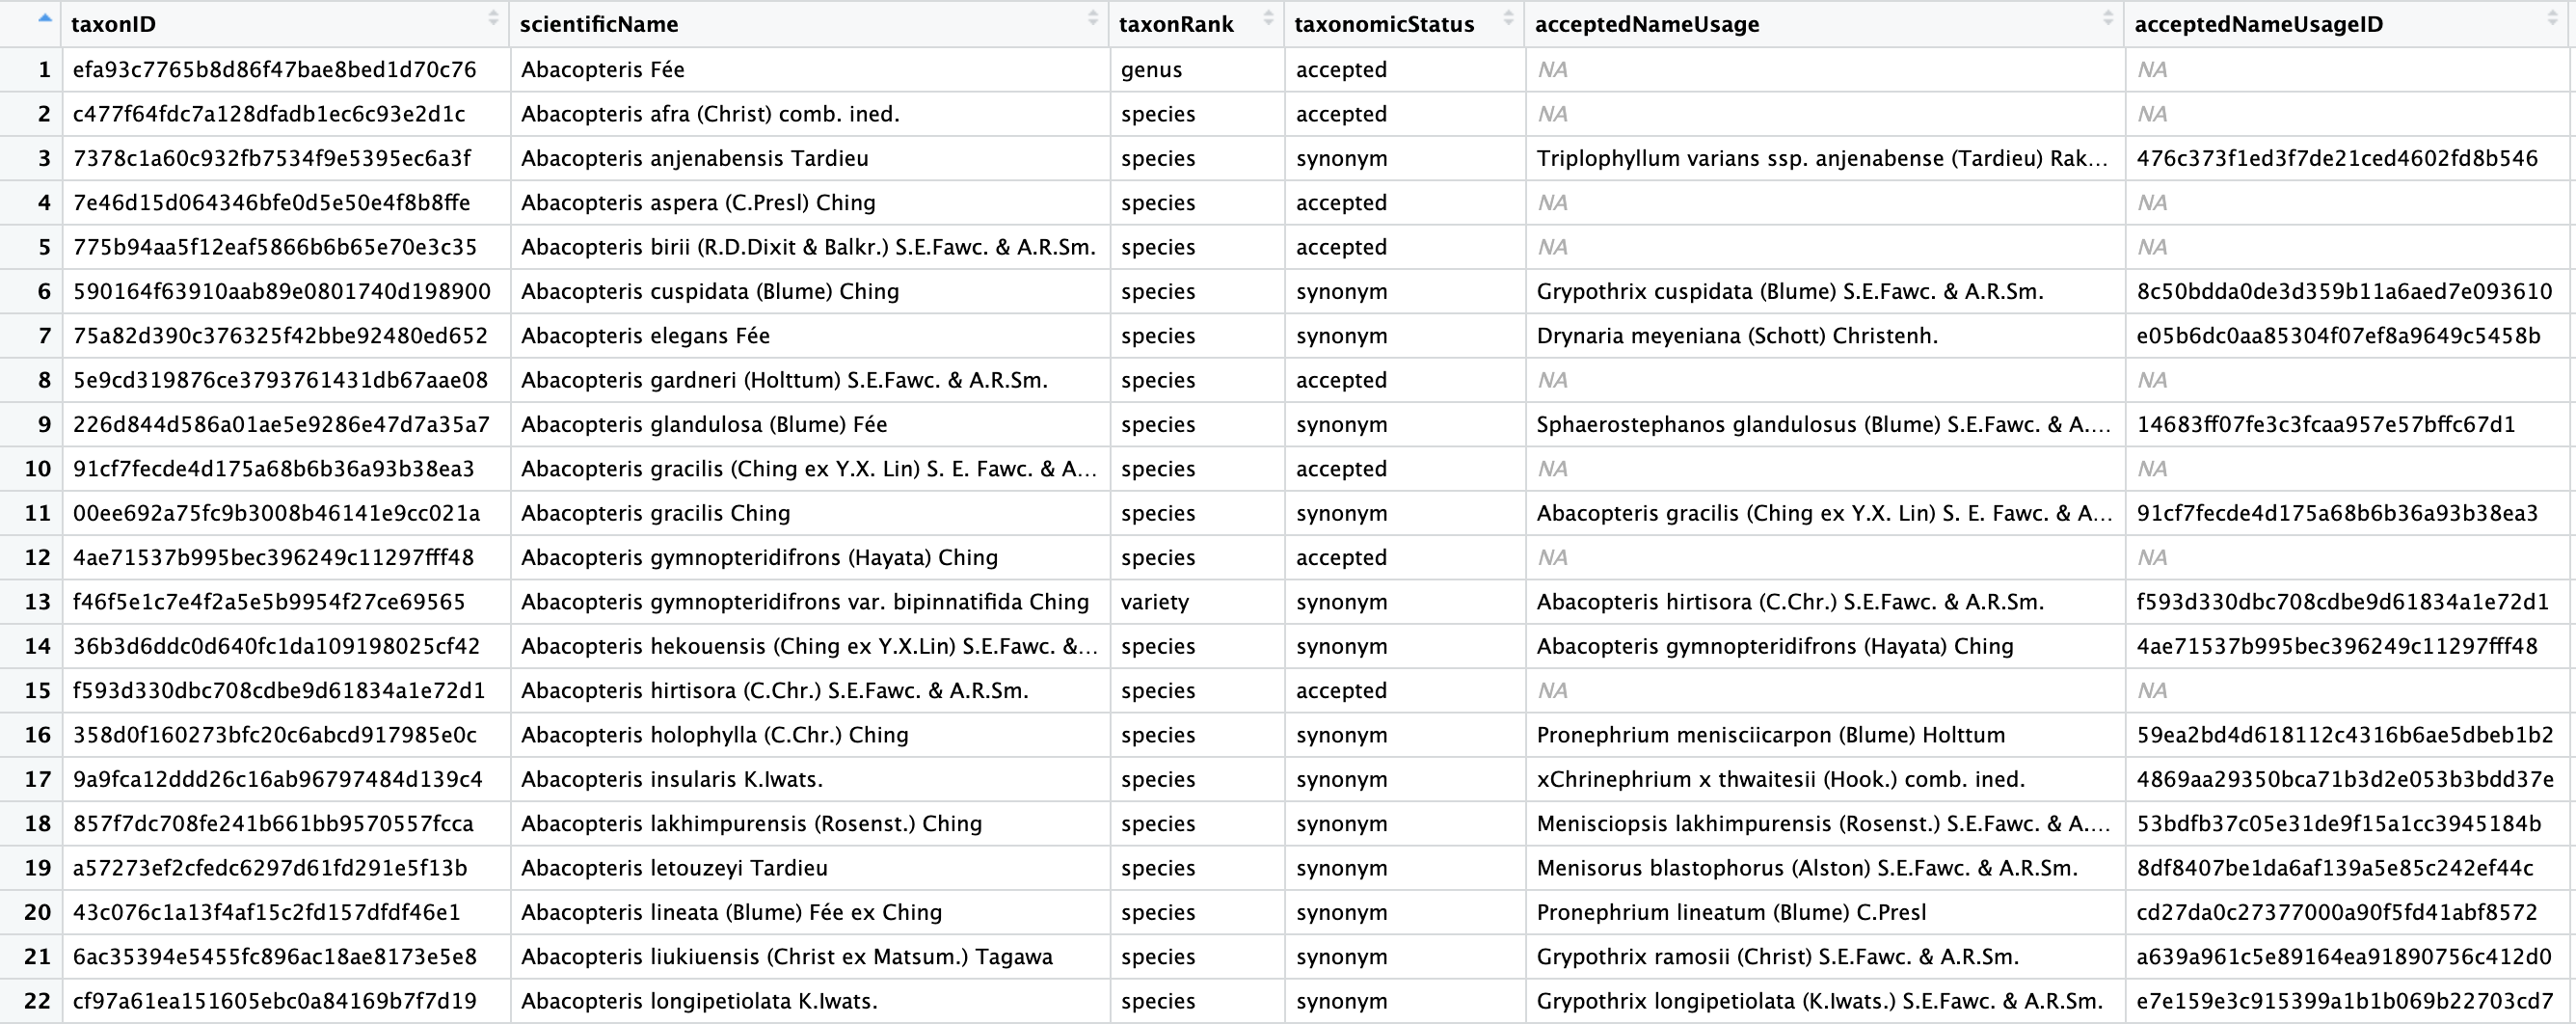 taxonID scientificName taxonRank taxonomicStatus acceptedNameUsage acceptedNameUsageID
1 efa93c7765b8d86f47bae8bed1d70c76 Abacopteris Fée genus accepted NA NA
2 c477f64fdc7a128dfadb1ec6c93e2d1c Abacopteris afra (Christ) comb. ined. species accepted NA NA
3 7378c1a60c932fb7534f9e5395ec6a3f Abacopteris anjenabensis Tardieu species synonym Triplophyllum varians ssp. anjenabense (Tardieu) Rak... 476c373f1ed3f7de21ced4602fd8b546
4 7e46d15d064346bfe0d5e50e4f8b8ffe Abacopteris aspera (C.Presl) Ching species accepted NA NA
5 775b94aa5f12eaf5866b6b65e70e3c35 Abacopteris birii (R.D.Dixit & Balkr.) S.E.Fawc. & A.R.Sm. species accepted NA NA
6 590164f63910aab89e0801740d198900 Abacopteris cuspidata (Blume) Ching species synonym Grypothrix cuspidata (Blume) S.E.Fawc. & A.R.Sm. 8c50bdda0de3d359b11a6aed7e093610
7 75a82d390c376325f42bbe92480ed652 Abacopteris elegans Fée species synonym Drynaria meyeniana (Schott) Christenh. e05b6dc0aa85304f07ef8a9649c5458b
8 5e9cd319876ce3793761431db67aae08 Abacopteris gardneri (Holttum) S.E.Fawc. & A.R.Sm. species accepted NA NA
9 226d844d586a01ae5e9286e47d7a35a7 Abacopteris glandulosa (Blume) Fée species synonym Sphaerostephanos glandulosus (Blume) S.E.Fawc. & A.... 14683ff07fe3c3fcaa957e57bffc67d1
10 91cf7fecde4d175a68b6b36a93b38ea3 Abacopteris gracilis (Ching ex Y.X. Lin) S. E. Fawc. & A... species accepted NA NA
11 00ee692a75fc9b3008b46141e9cc021a Abacopteris gracilis Ching species synonym Abacopteris gracilis (Ching ex Y.X. Lin) S. E. Fawc. & A... 91cf7fecde4d175a68b6b36a93b38ea3
12 4ae71537b995bec396249c11297fff48 Abacopteris gymnopteridifrons (Hayata) Ching species accepted NA NA
13 f46f5e1c7e4f2a5e5b9954f27ce69565 Abacopteris gymnopteridifrons var. bipinnatifida Ching variety synonym Abacopteris hirtisora (C.Chr.) S.E.Fawc. & A.R.Sm. f593d330dbc708cdbe9d61834a1e72d1
14 36b3d6ddc0d640fc1da109198025cf42 Abacopteris hekouensis (Ching ex Y.X.Lin) S.E.Fawc. &... species synonym Abacopteris gymnopteridifrons (Hayata) Ching 4ae71537b995bec396249c11297fff48
15 f593d330dbc708cdbe9d61834a1e72d1 Abacopteris hirtisora (C.Chr.) S.E.Fawc. & A.R.Sm. species accepted NA NA
16 358d0f160273bfc20c6abcd917985e0c Abacopteris holophylla (C.Chr.) Ching species synonym Pronephrium menisciicarpon (Blume) Holttum 59ea2bd4d618112c4316b6ae5dbeb1b2
17 9a9fca12ddd26c16ab96797484d139c4 Abacopteris insularis K.Iwats. species synonym xChrinephrium x thwaitesii (Hook.) comb. ined. 4869aa29350bca71b3d2e053b3bdd37e
18 857f7dc708fe241b661bb9570557fcca Abacopteris lakhimpurensis (Rosenst.) Ching species synonym Menisciopsis lakhimpurensis (Rosenst.) S.E.Fawc. & A.... 53bdfb37c05e31de9f15a1cc3945184b
19 a57273ef2cfedc6297d61fd291e5f13b Abacopteris letouzeyi Tardieu species synonym Menisorus blastophorus (Alston) S.E.Fawc. & A.R.Sm. 8df8407be1da6af139a5e85c242ef44c
20 43c076c1a13f4af15c2fd157dfdf46e1 Abacopteris lineata (Blume) Fée ex Ching species synonym Pronephrium lineatum (Blume) C.Presl cd27da0c27377000a90f5fd41abf8572
21 6ac35394e5455fc896ac18ae8173e5e8 Abacopteris liukiuensis (Christ ex Matsum.) Tagawa species synonym Grypothrix ramosii (Christ) S.E.Fawc. & A.R.Sm. a639a961c5e89164ea91890756c412d0
22 cf97a61ea151605ebc0a84169b7f7d19 Abacopteris longipetiolata K.Iwats. species synonym Grypothrix longipetiolata (K.Iwats.) S.E.Fawc. & A.R.Sm. e7e159e3c915399a1b1b069b22703cd7